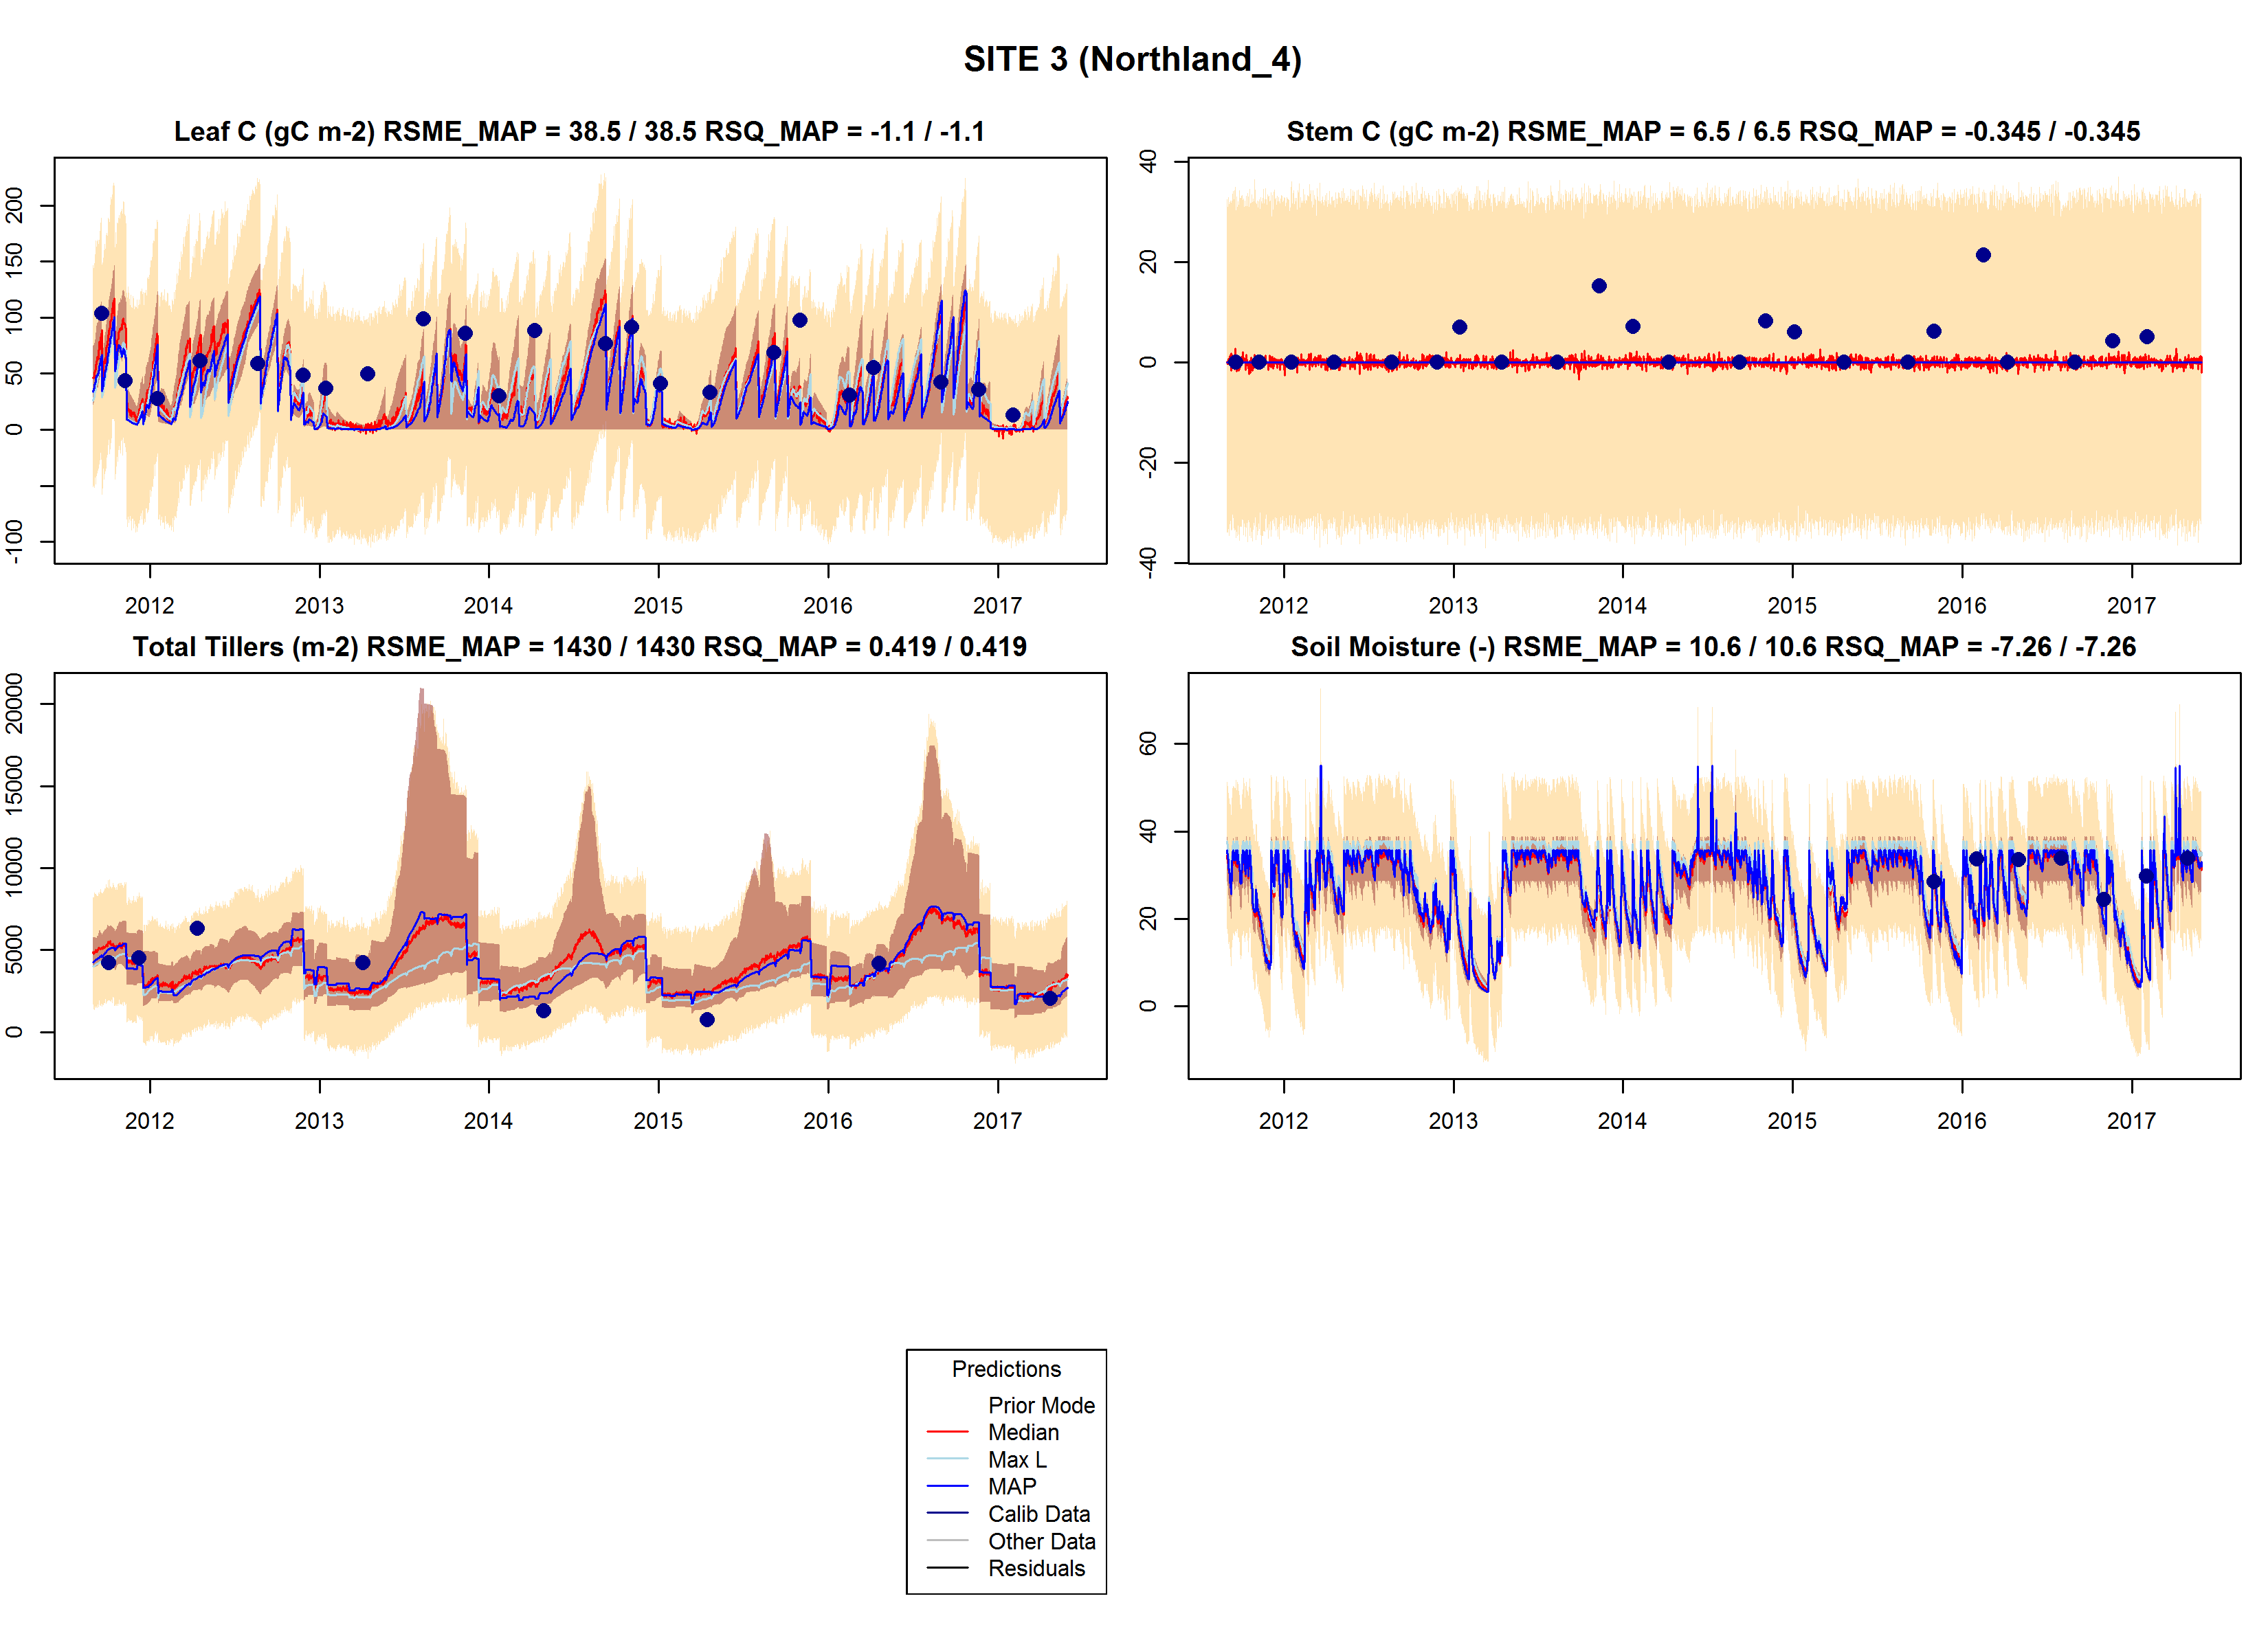 SITE 3 (Northland_4)
Leaf C (gC m-2) RSME_MAP = 38.5 / 38.5 RSQ_MAP = -1.1 / -1.1
200
150
100
50
0
-100
2012 2013 2014 2015 2016 2017
Stem C (gC m-2) RSME_MAP = 6.5 / 6.5 RSQ_MAP = -0.345 / -0.345
40
20
0
-20
-40
2012 2013 2014 2015 2016 2017
Total Tillers (m-2) RSME_MAP = 1430 / 1430 RSQ_MAP = 0.419 / 0.419
20000
15000
10000
5000
0
2012 2013 2014 2015 2016 2017
Soil Moisture (-) RSME_MAP = 10.6 / 10.6 RSQ_MAP = -7.26 / -7.26
60
40
20
0
2012 2013 2014 2015 2016 2017
Predictions
Prior Mode
Median
Max L
MAP
Calib Data
Other Data
Residuals